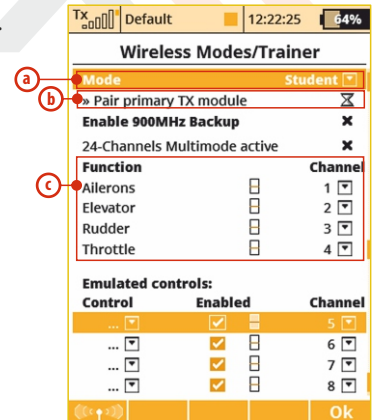 Tx Default 12:22:25 64%
Wireless Modes/Trainer
a Mode Student
b » Pair primary TX module
Enable 900MHz Backup ×
24-Channels Multimode active ×
c Function Channel
Ailerons 1
Elevator 2
Rudder 3
Throttle 4
Emulated controls:
Control Enabled Channel
... 5
... 6
... 7
... 8
Ok